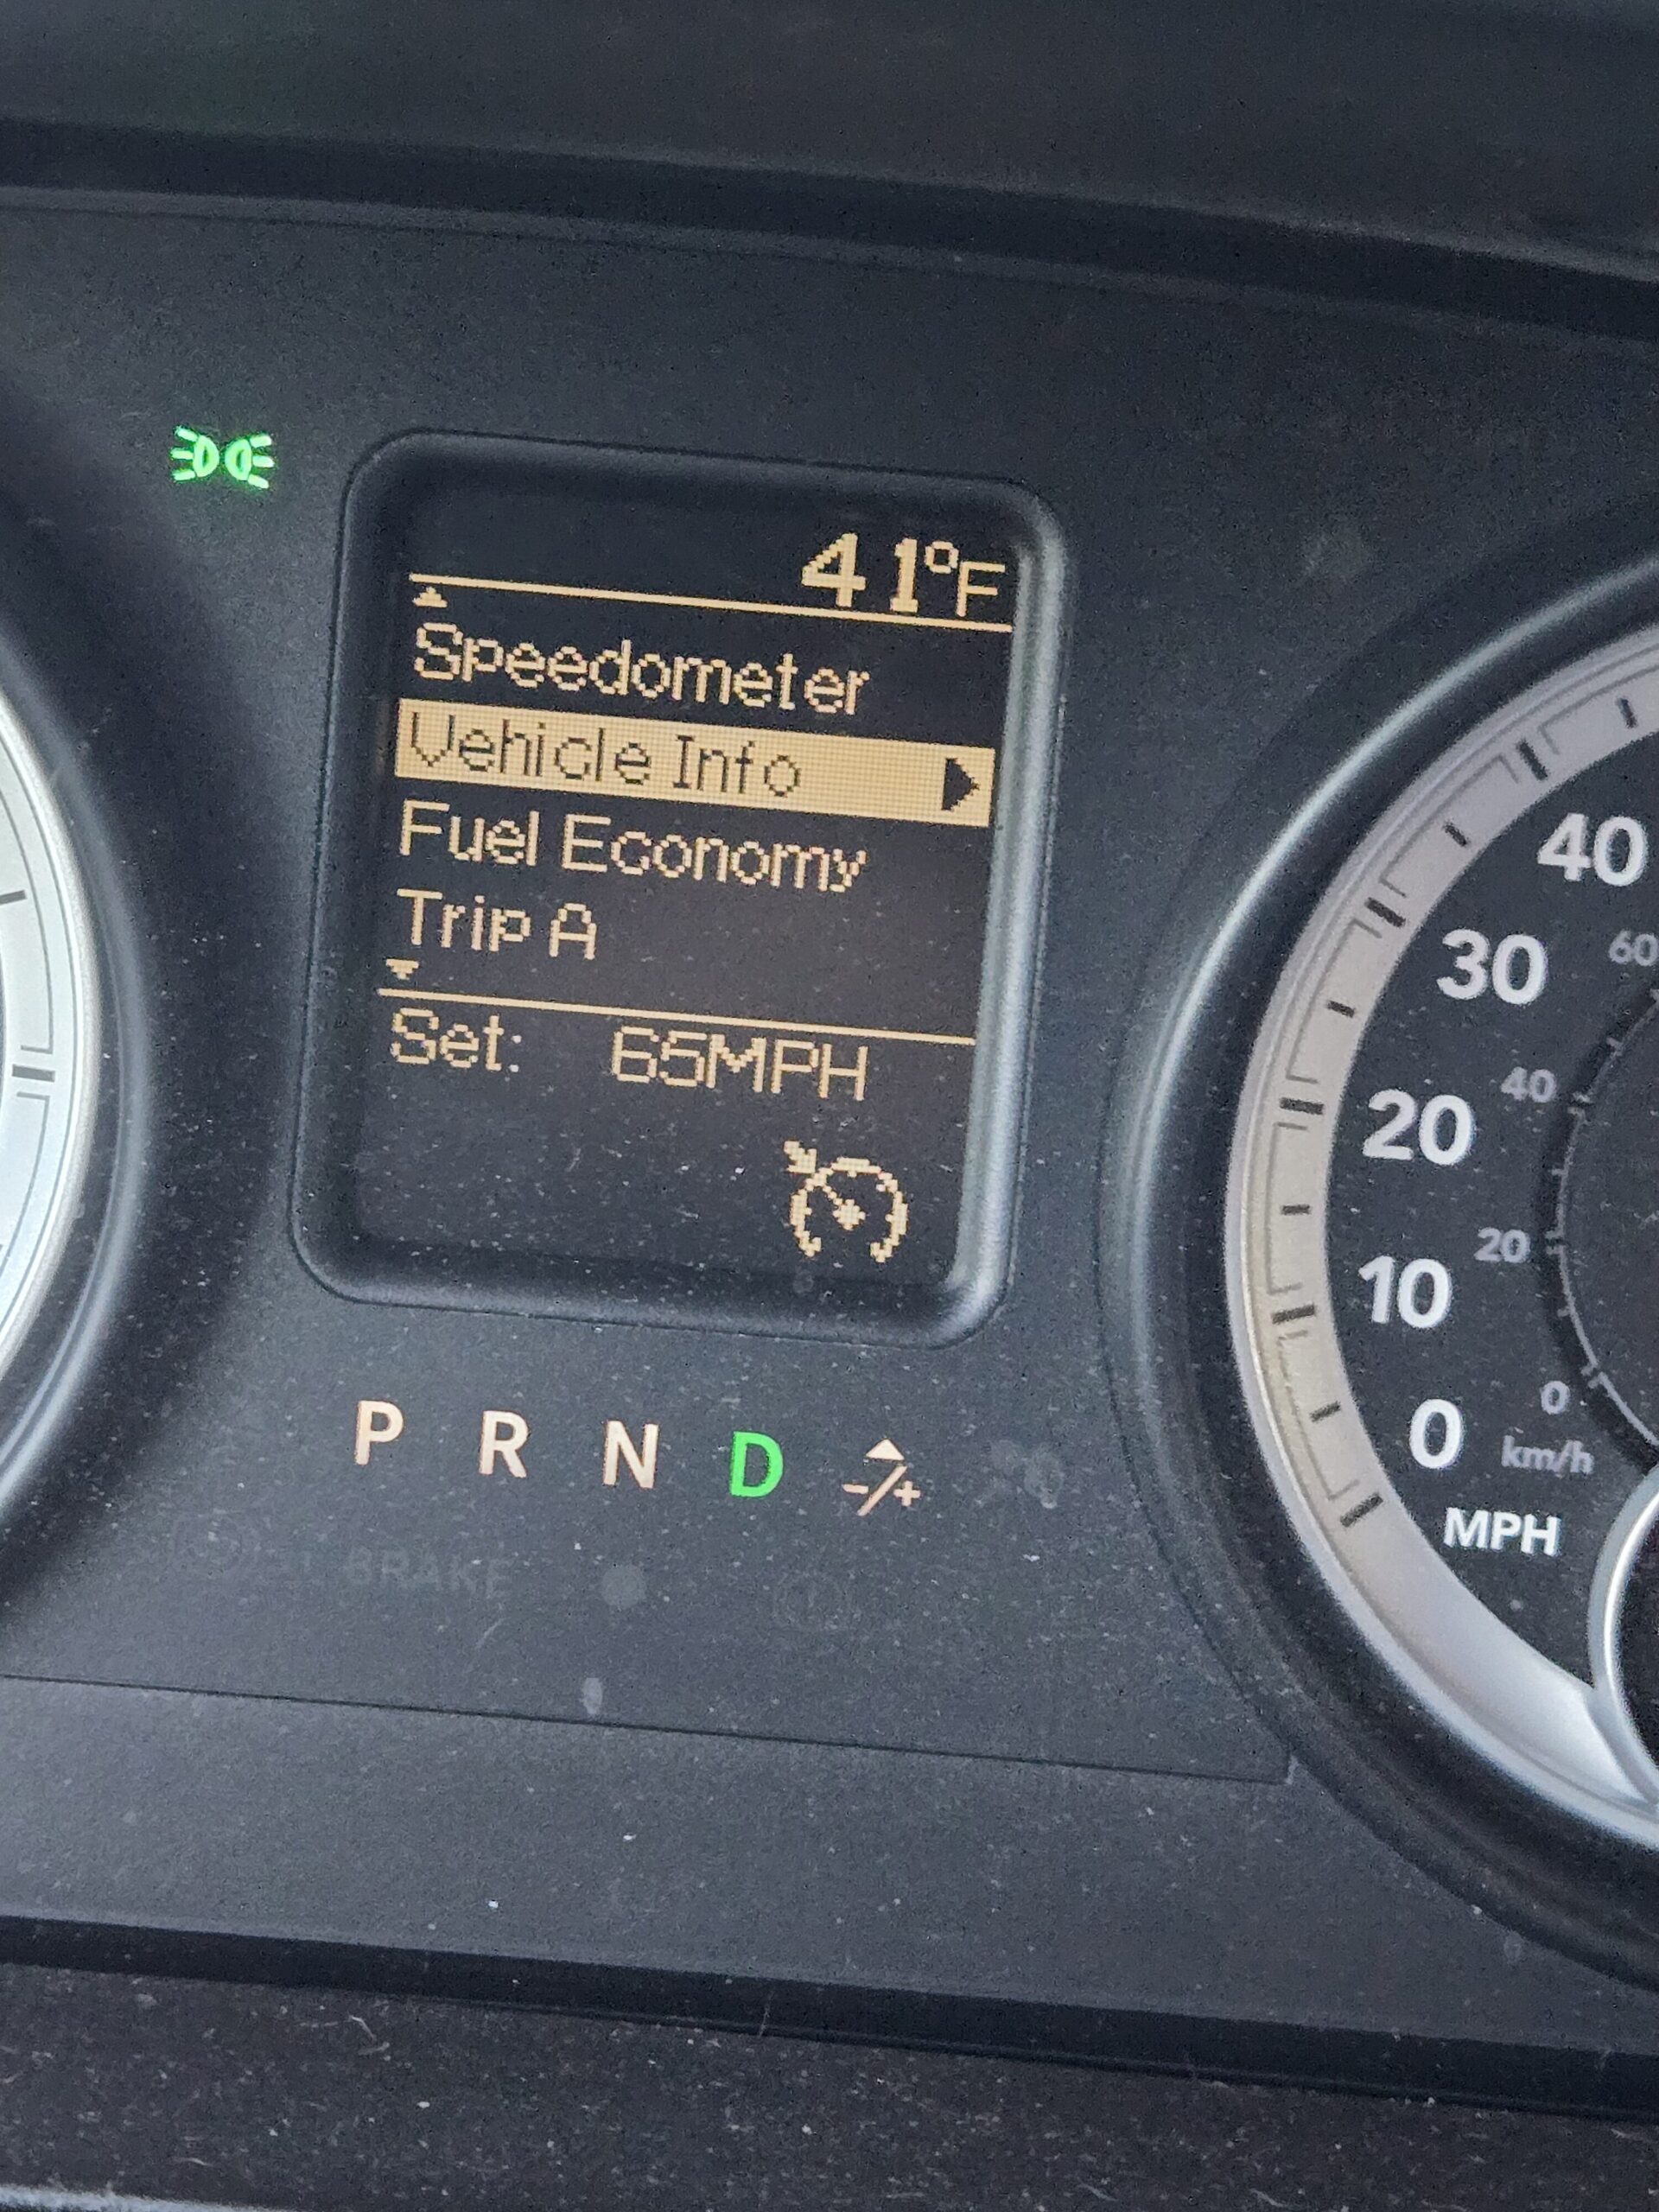 41°F
Speedometer
Vehicle Info
Fuel Economy
Trip A
Set: 65MPH
P R N D -/+
BRAKE
40
30
60
20
40
10
20
0
0
km/h
MPH